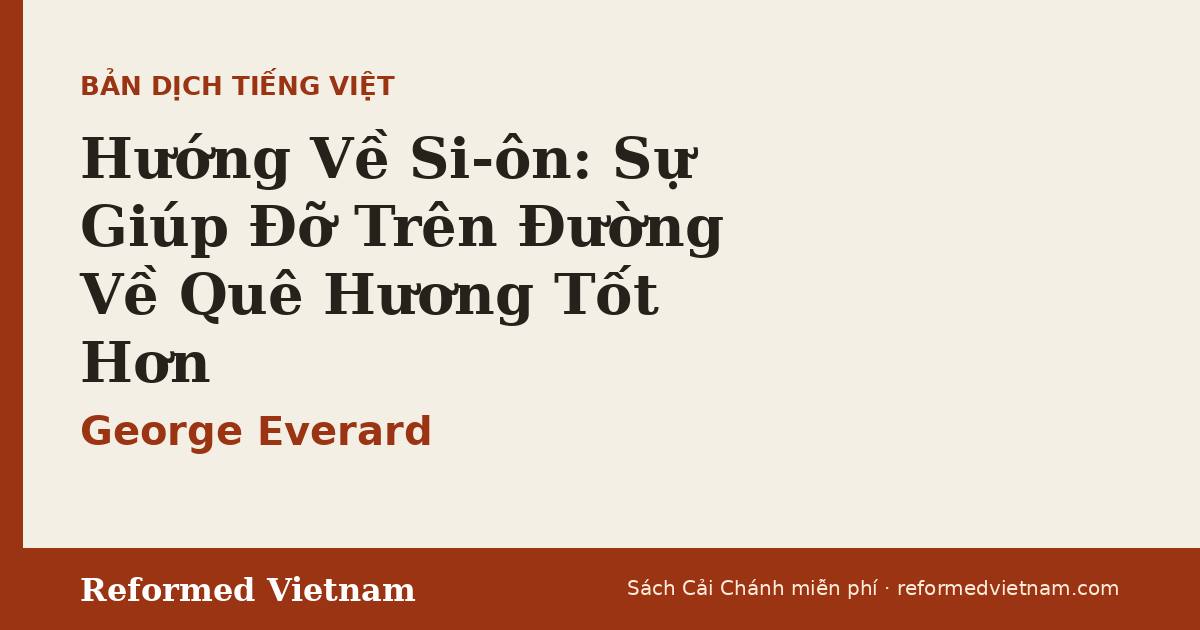 BẢN DỊCH TIẾNG VIỆT
Hướng Về Si-ôn: Sự
Giúp Đỡ Trên Đường
Về Quê Hương Tốt
Hơn
George Everard
Reformed Vietnam
Sách Cải Chánh miễn phí · reformedvietnam.com